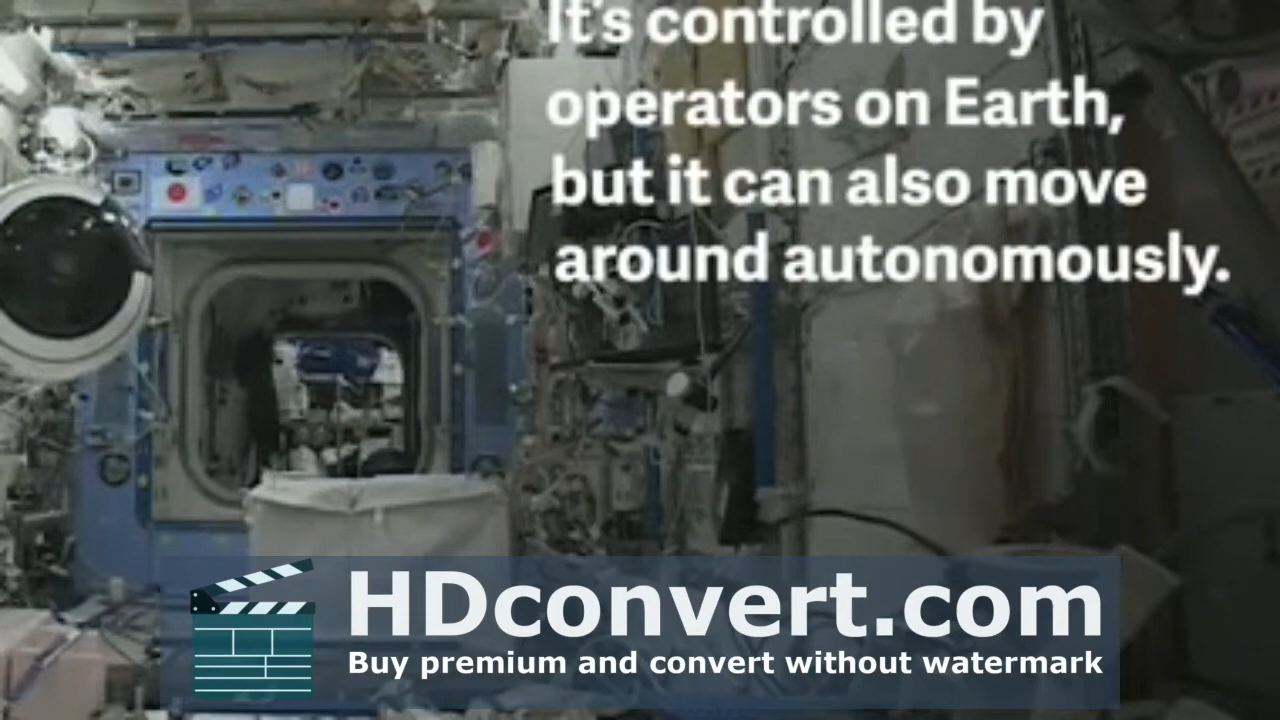 It's controlled by
operators on Earth,
but it can also move
around autonomously.
HDconvert.com
Buy premium and convert without watermark